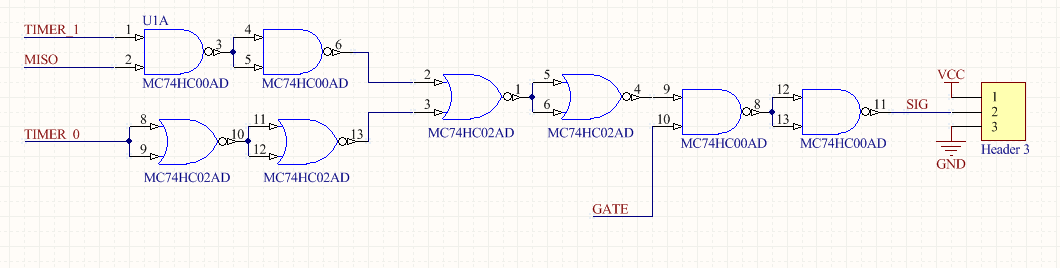 U1A
TIMER_1
1
2
3
4
5
6
MISO
MC74HC00AD
MC74HC00AD
TIMER_0
8
9
10
11
12
13
MC74HC02AD
MC74HC02AD
2
3
1
5
6
4
MC74HC02AD
MC74HC02AD
9
10
8
12
13
11
MC74HC00AD
MC74HC00AD
GATE
SIG
VCC
1
2
3
GND
Header 3